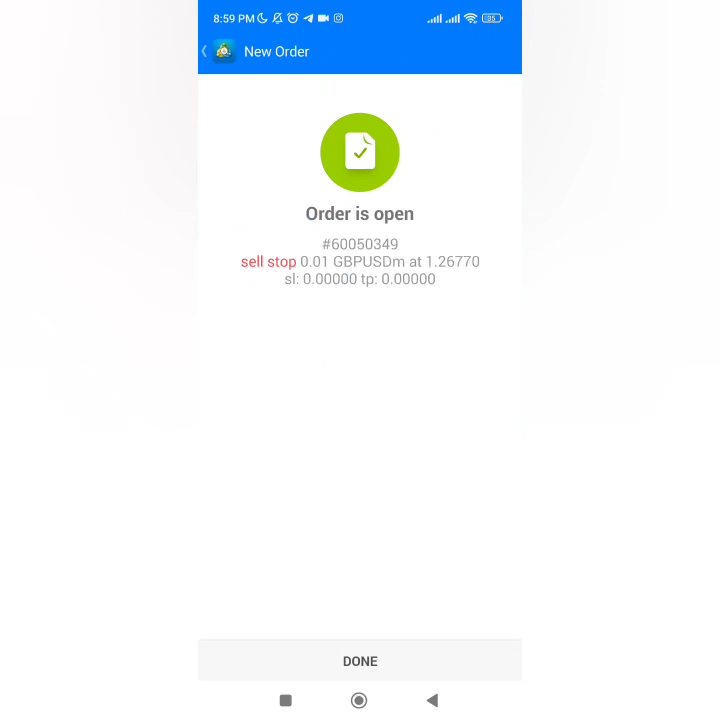 8:59 PM 85
New Order
Order is open
#60050349
sell stop 0.01 GBPUSDm at 1.26770
sl: 0.00000 tp: 0.00000
DONE